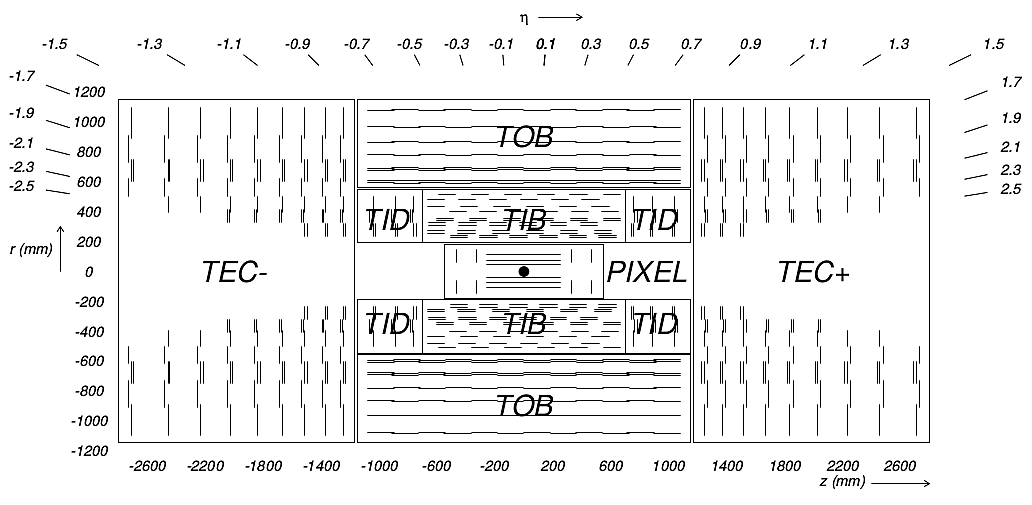 η
-1.5 -1.3 -1.1 -0.9 -0.7 -0.5 -0.3 -0.1 0.1 0.3 0.5 0.7 0.9 1.1 1.3 1.5
-1.7 1.7
-1.9 1.9
-2.1 2.1
-2.3 2.3
-2.5 2.5
1200
1000
800
600
400
200
0
-200
-400
-600
-800
-1000
-1200
r (mm)
TOB
TID TIB TID
TEC- PIXEL TEC+
TID TIB TID
TOB
-2600 -2200 -1800 -1400 -1000 -600 -200 200 600 1000 1400 1800 2200 2600
z (mm)